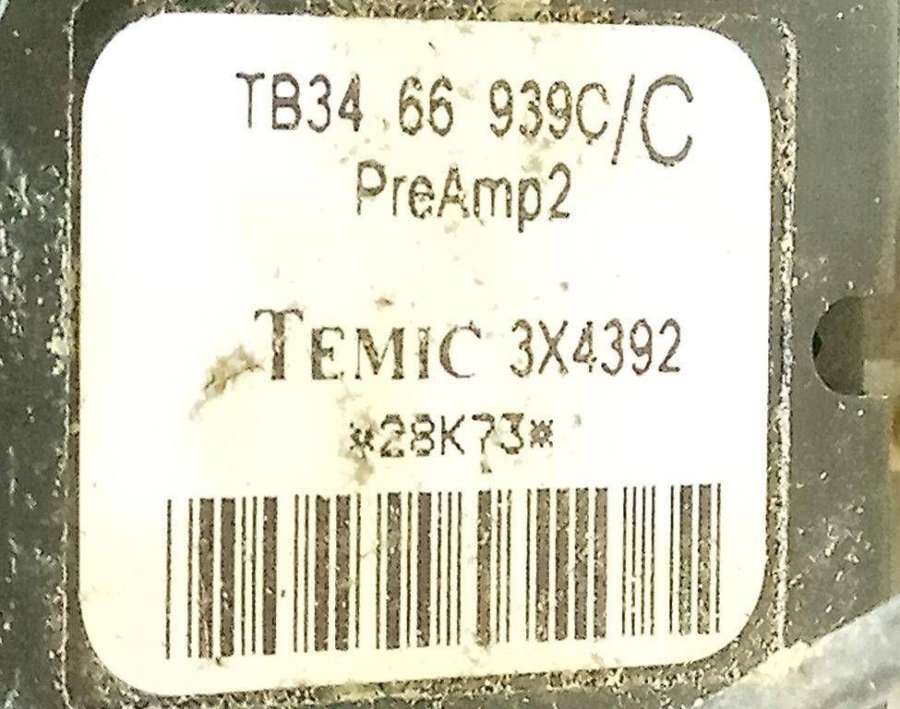 TB34 66 939C/C
PreAmp2
TEMIC 3X4392
*28K73*